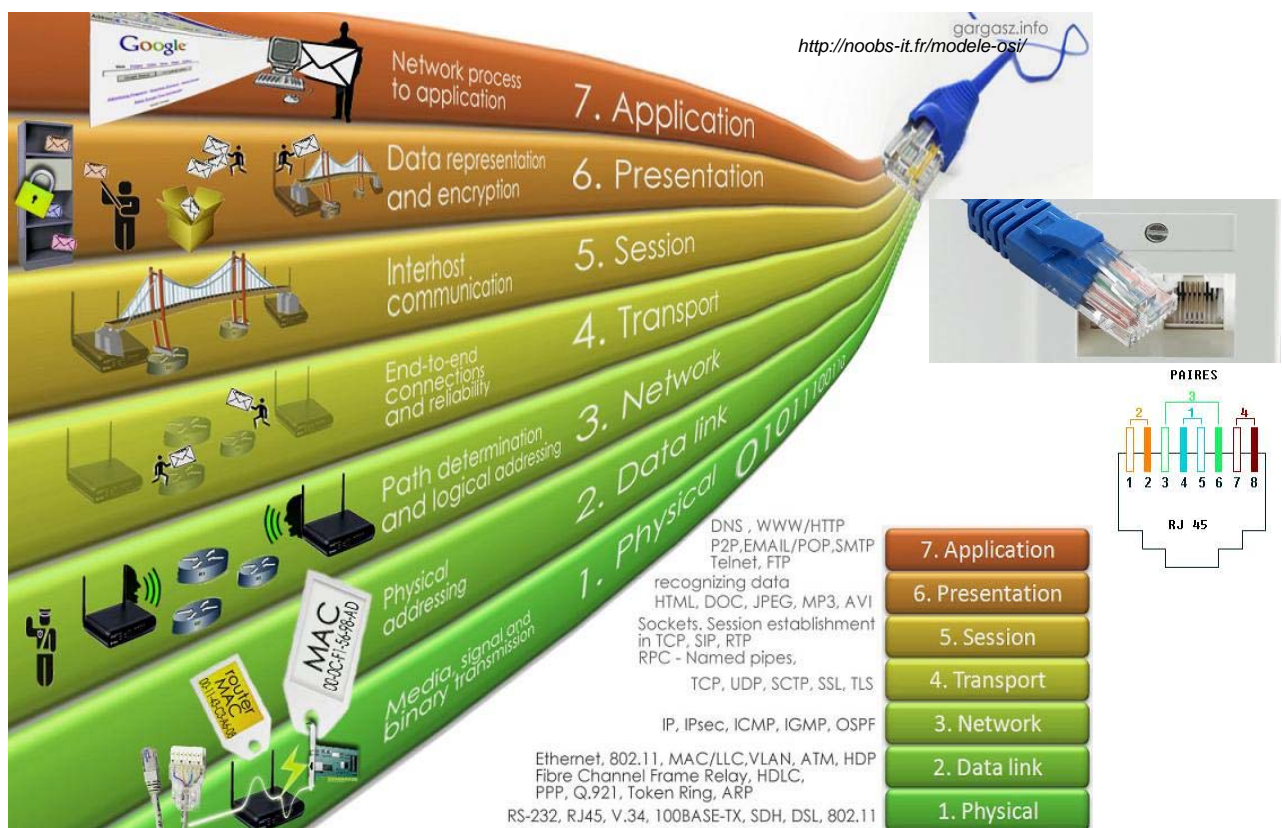 gargasz.info
http://noobs-it.fr/modele-osi/
Google
Network process
to application
7. Application
Data representation
and encryption
6. Presentation
Interhost
communication
5. Session
End-to-end
connections
and reliability
4. Transport
Path determination
and logical addressing
3. Network
Physical
addressing
2. Data link
Media, signal and
binary transmission
1. Physical
010111100110
MAC
router
MAC
PAIRES
3
2
1
4
1 2 3 4 5 6 7 8
RJ 45
DNS , WWW/HTTP
P2P,EMAIL/POP,SMTP
Telnet, FTP
7. Application
recognizing data
HTML, DOC, JPEG, MP3, AVI
6. Presentation
Sockets. Session establishment
in TCP, SIP, RTP
RPC - Named pipes,
5. Session
TCP, UDP, SCTP, SSL, TLS
4. Transport
IP, IPsec, ICMP, IGMP, OSPF
3. Network
Ethernet, 802.11, MAC/LLC,VLAN, ATM, HDP
Fibre Channel Frame Relay, HDLC,
PPP, Q.921, Token Ring, ARP
2. Data link
RS-232, RJ45, V.34, 100BASE-TX, SDH, DSL, 802.11
1. Physical